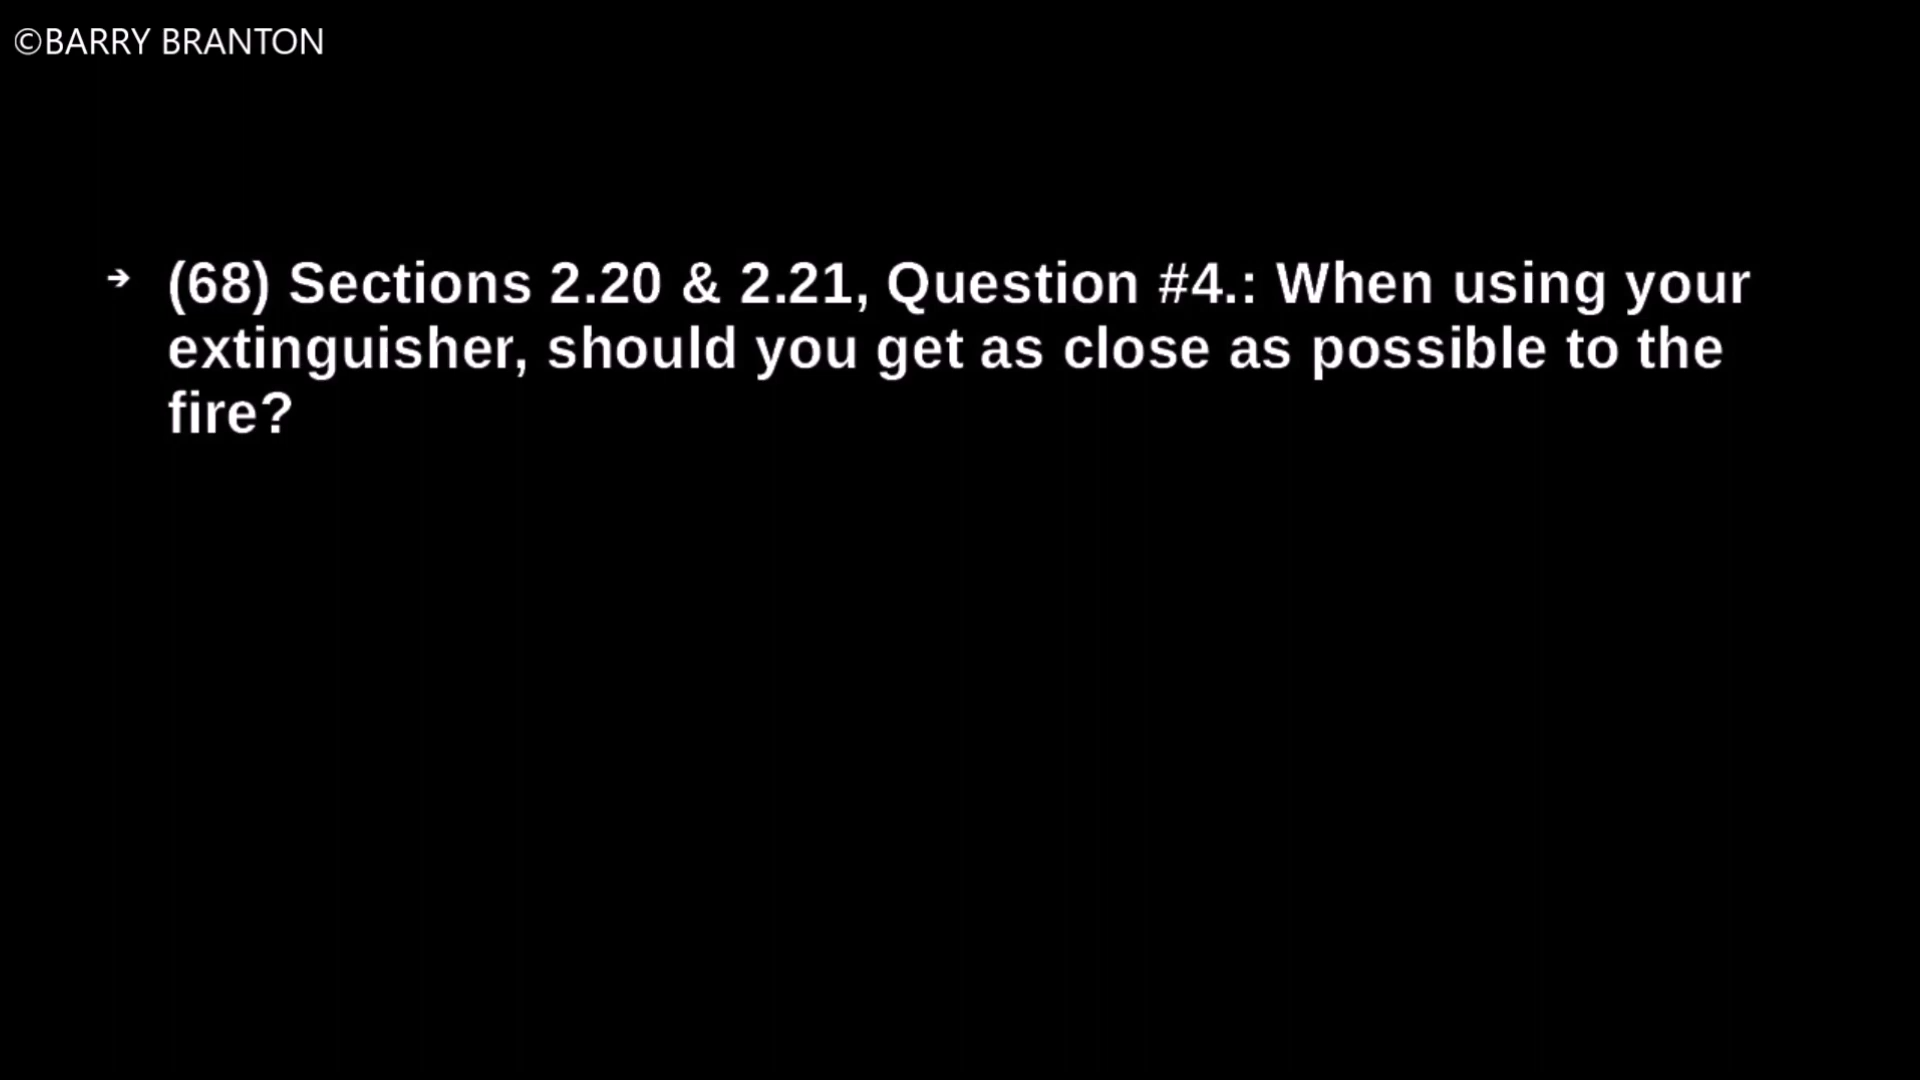 ©BARRY BRANTON
➔ (68) Sections 2.20 & 2.21, Question #4.: When using your
extinguisher, should you get as close as possible to the
fire?